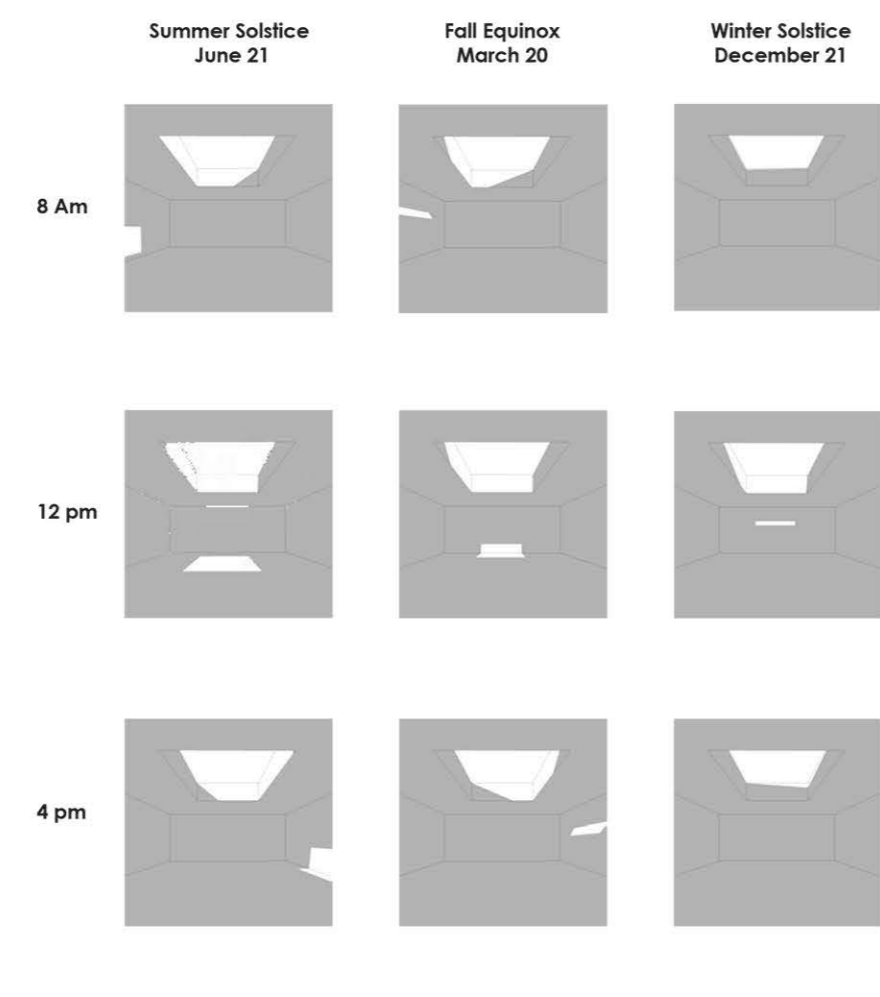 Summer Solstice
June 21
Fall Equinox
March 20
Winter Solstice
December 21
8 Am
12 pm
4 pm